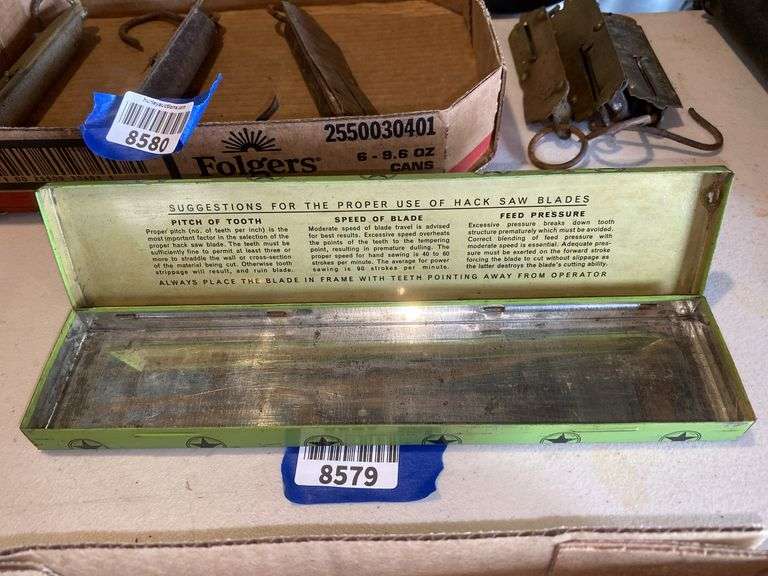 hurleyauctions.com
8580
2550030401
Folgers
6 - 9.6 OZ
CANS
SUGGESTIONS FOR THE PROPER USE OF HACK SAW BLADES
PITCH OF TOOTH
Proper pitch (no. of teeth per inch) is the
most important factor in the selection of the
proper hack saw blade. The teeth must be
sufficiently fine to permit at least three or
more to straddle the wall or cross-section
of the material being cut. Otherwise tooth
strippage will result, and ruin blade.
SPEED OF BLADE
Moderate speed of blade travel is advised
for best results. Excessive speed overheats
the points of the teeth to the tempering
point, resulting in premature dulling. The
proper speed for hand sawing is 40 to 60
strokes per minute. The average for power
sawing is 90 strokes per minute.
FEED PRESSURE
Excessive pressure breaks down tooth
structure prematurely which must be avoided.
Correct blending of feed pressure with
moderate speed is essential. Adequate pres-
sure must be exerted on the forward stroke
forcing the blade to cut without slippage as
the latter destroys the blade's cutting ability.
ALWAYS PLACE THE BLADE IN FRAME WITH TEETH POINTING AWAY FROM OPERATOR
8579